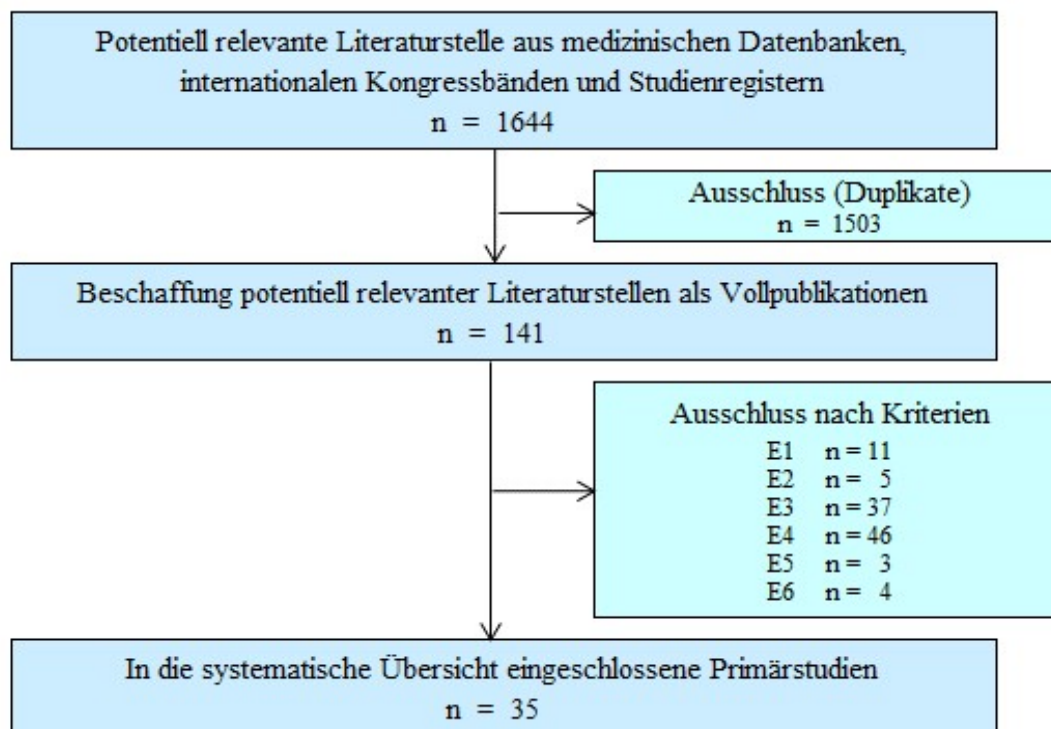 Potentiell relevante Literaturstelle aus medizinischen Datenbanken,
internationalen Kongressbänden und Studienregistern
n = 1644
Ausschluss (Duplikate)
n = 1503
Beschaffung potentiell relevanter Literaturstellen als Vollpublikationen
n = 141
Ausschluss nach Kriterien
E1 n = 11
E2 n = 5
E3 n = 37
E4 n = 46
E5 n = 3
E6 n = 4
In die systematische Übersicht eingeschlossene Primärstudien
n = 35